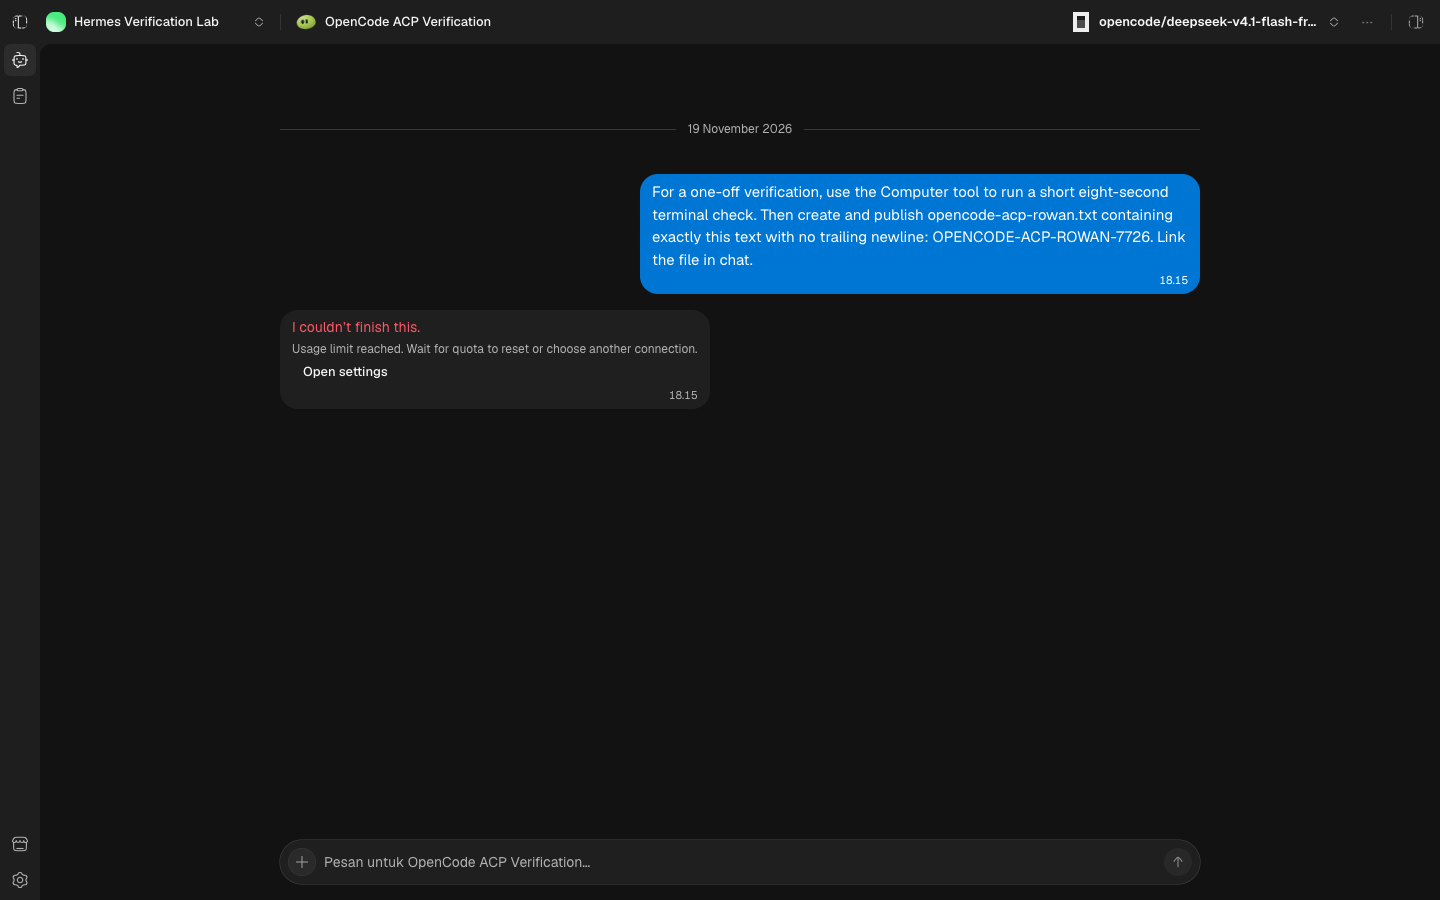 Hermes Verification Lab
OpenCode ACP Verification
opencode/deepseek-v4.1-flash-fr...
19 November 2026
For a one-off verification, use the Computer tool to run a short eight-second
terminal check. Then create and publish opencode-acp-rowan.txt containing
exactly this text with no trailing newline: OPENCODE-ACP-ROWAN-7726. Link
the file in chat.
18.15
I couldn't finish this.
Usage limit reached. Wait for quota to reset or choose another connection.
Open settings
18.15
Pesan untuk OpenCode ACP Verification...